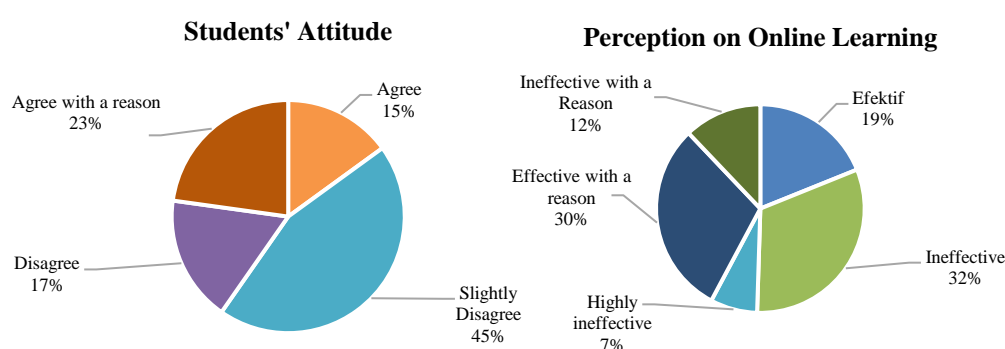 Students' Attitude
Agree
15%
Slightly
Disagree
45%
Disagree
17%
Agree with a reason
23%
Perception on Online Learning
Efektif
19%
Ineffective
32%
Highly
ineffective
7%
Effective with a
reason
30%
Ineffective with a
Reason
12%